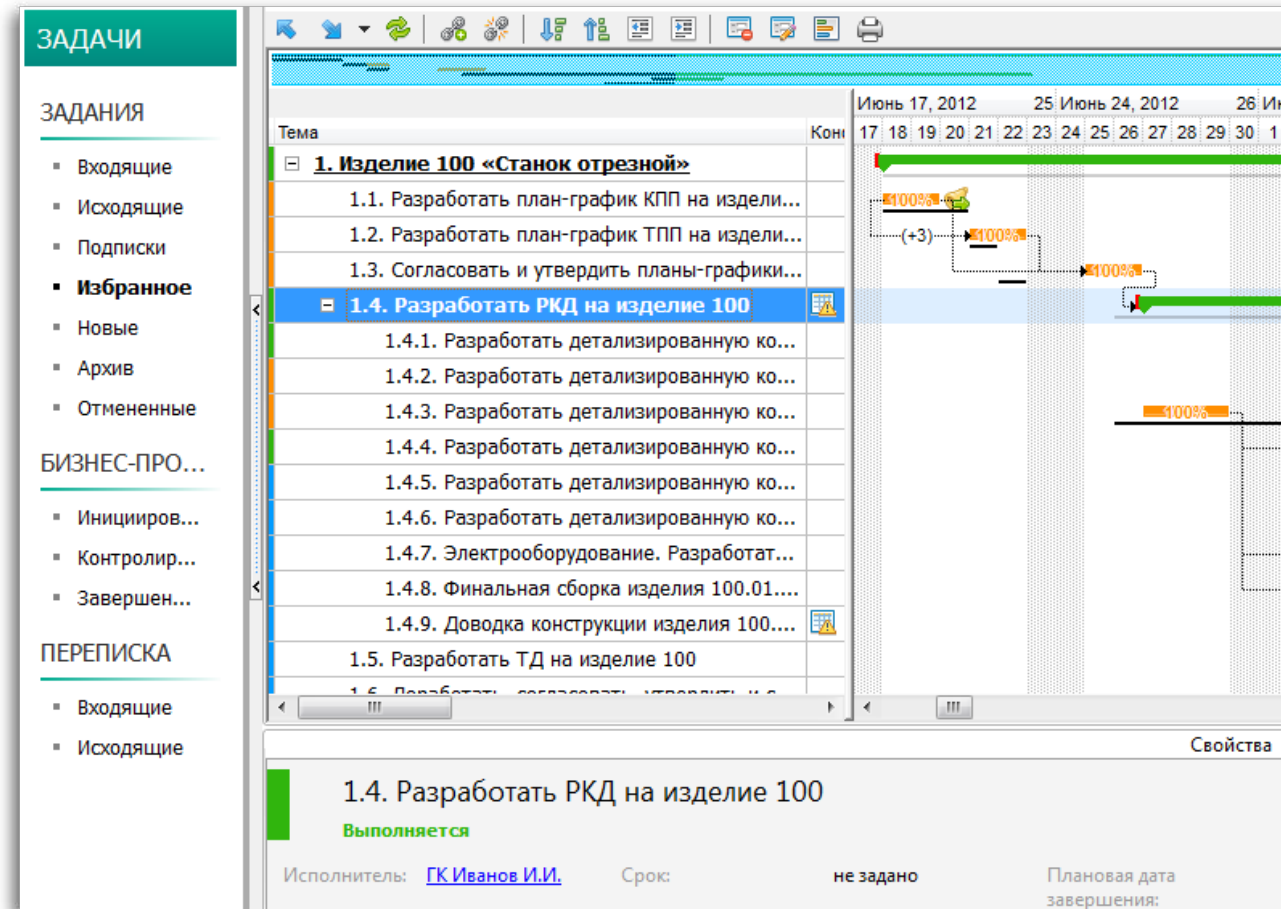 ЗАДАЧИ
ЗАДАНИЯ
Входящие
Исходящие
Подписки
Избранное
Новые
Архив
Отмененные
БИЗНЕС-ПРО...
Иницииров...
Контролир...
Завершен...
ПЕРЕПИСКА
Входящие
Исходящие
Июнь 17, 2012 25 Июнь 24, 2012 26
Тема 17 18 19 20 21 22 23 24 25 26 27 28 29 30 1
1. Изделие 100 «Станок отрезной»
1.1. Разработать план-график КПП на издели... 100%
1.2. Разработать план-график ТПП на издели... (+3) 100%
1.3. Согласовать и утвердить планы-графики... 100%
1.4. Разработать РКД на изделие 100
1.4.1. Разработать детализированную ко...
1.4.2. Разработать детализированную ко...
1.4.3. Разработать детализированную ко... 100%
1.4.4. Разработать детализированную ко...
1.4.5. Разработать детализированную ко...
1.4.6. Разработать детализированную ко...
1.4.7. Электрооборудование. Разработат...
1.4.8. Финальная сборка изделия 100.01....
1.4.9. Доводка конструкции изделия 100....
1.5. Разработать ТД на изделие 100
Свойства
1.4. Разработать РКД на изделие 100
Выполняется
Исполнитель: ГК Иванов И.И. Срок: не задано Плановая дата
завершения: